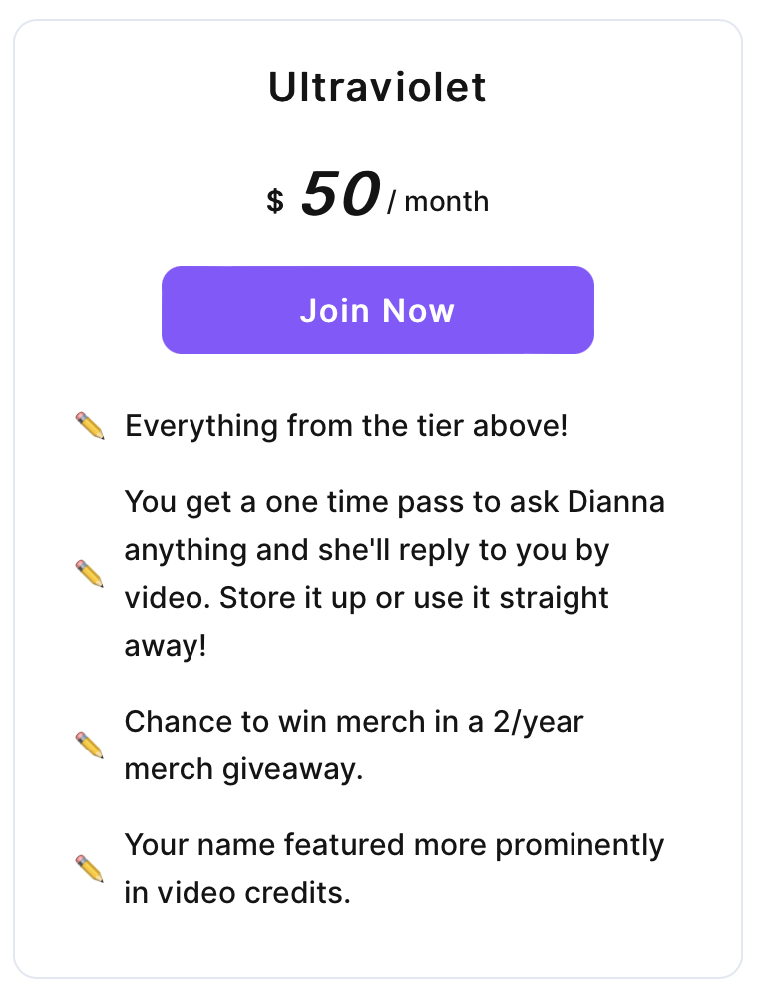 Ultraviolet
$ 50 / month
Join Now
Everything from the tier above!
You get a one time pass to ask Dianna
anything and she'll reply to you by
video. Store it up or use it straight
away!
Chance to win merch in a 2/year
merch giveaway.
Your name featured more prominently
in video credits.